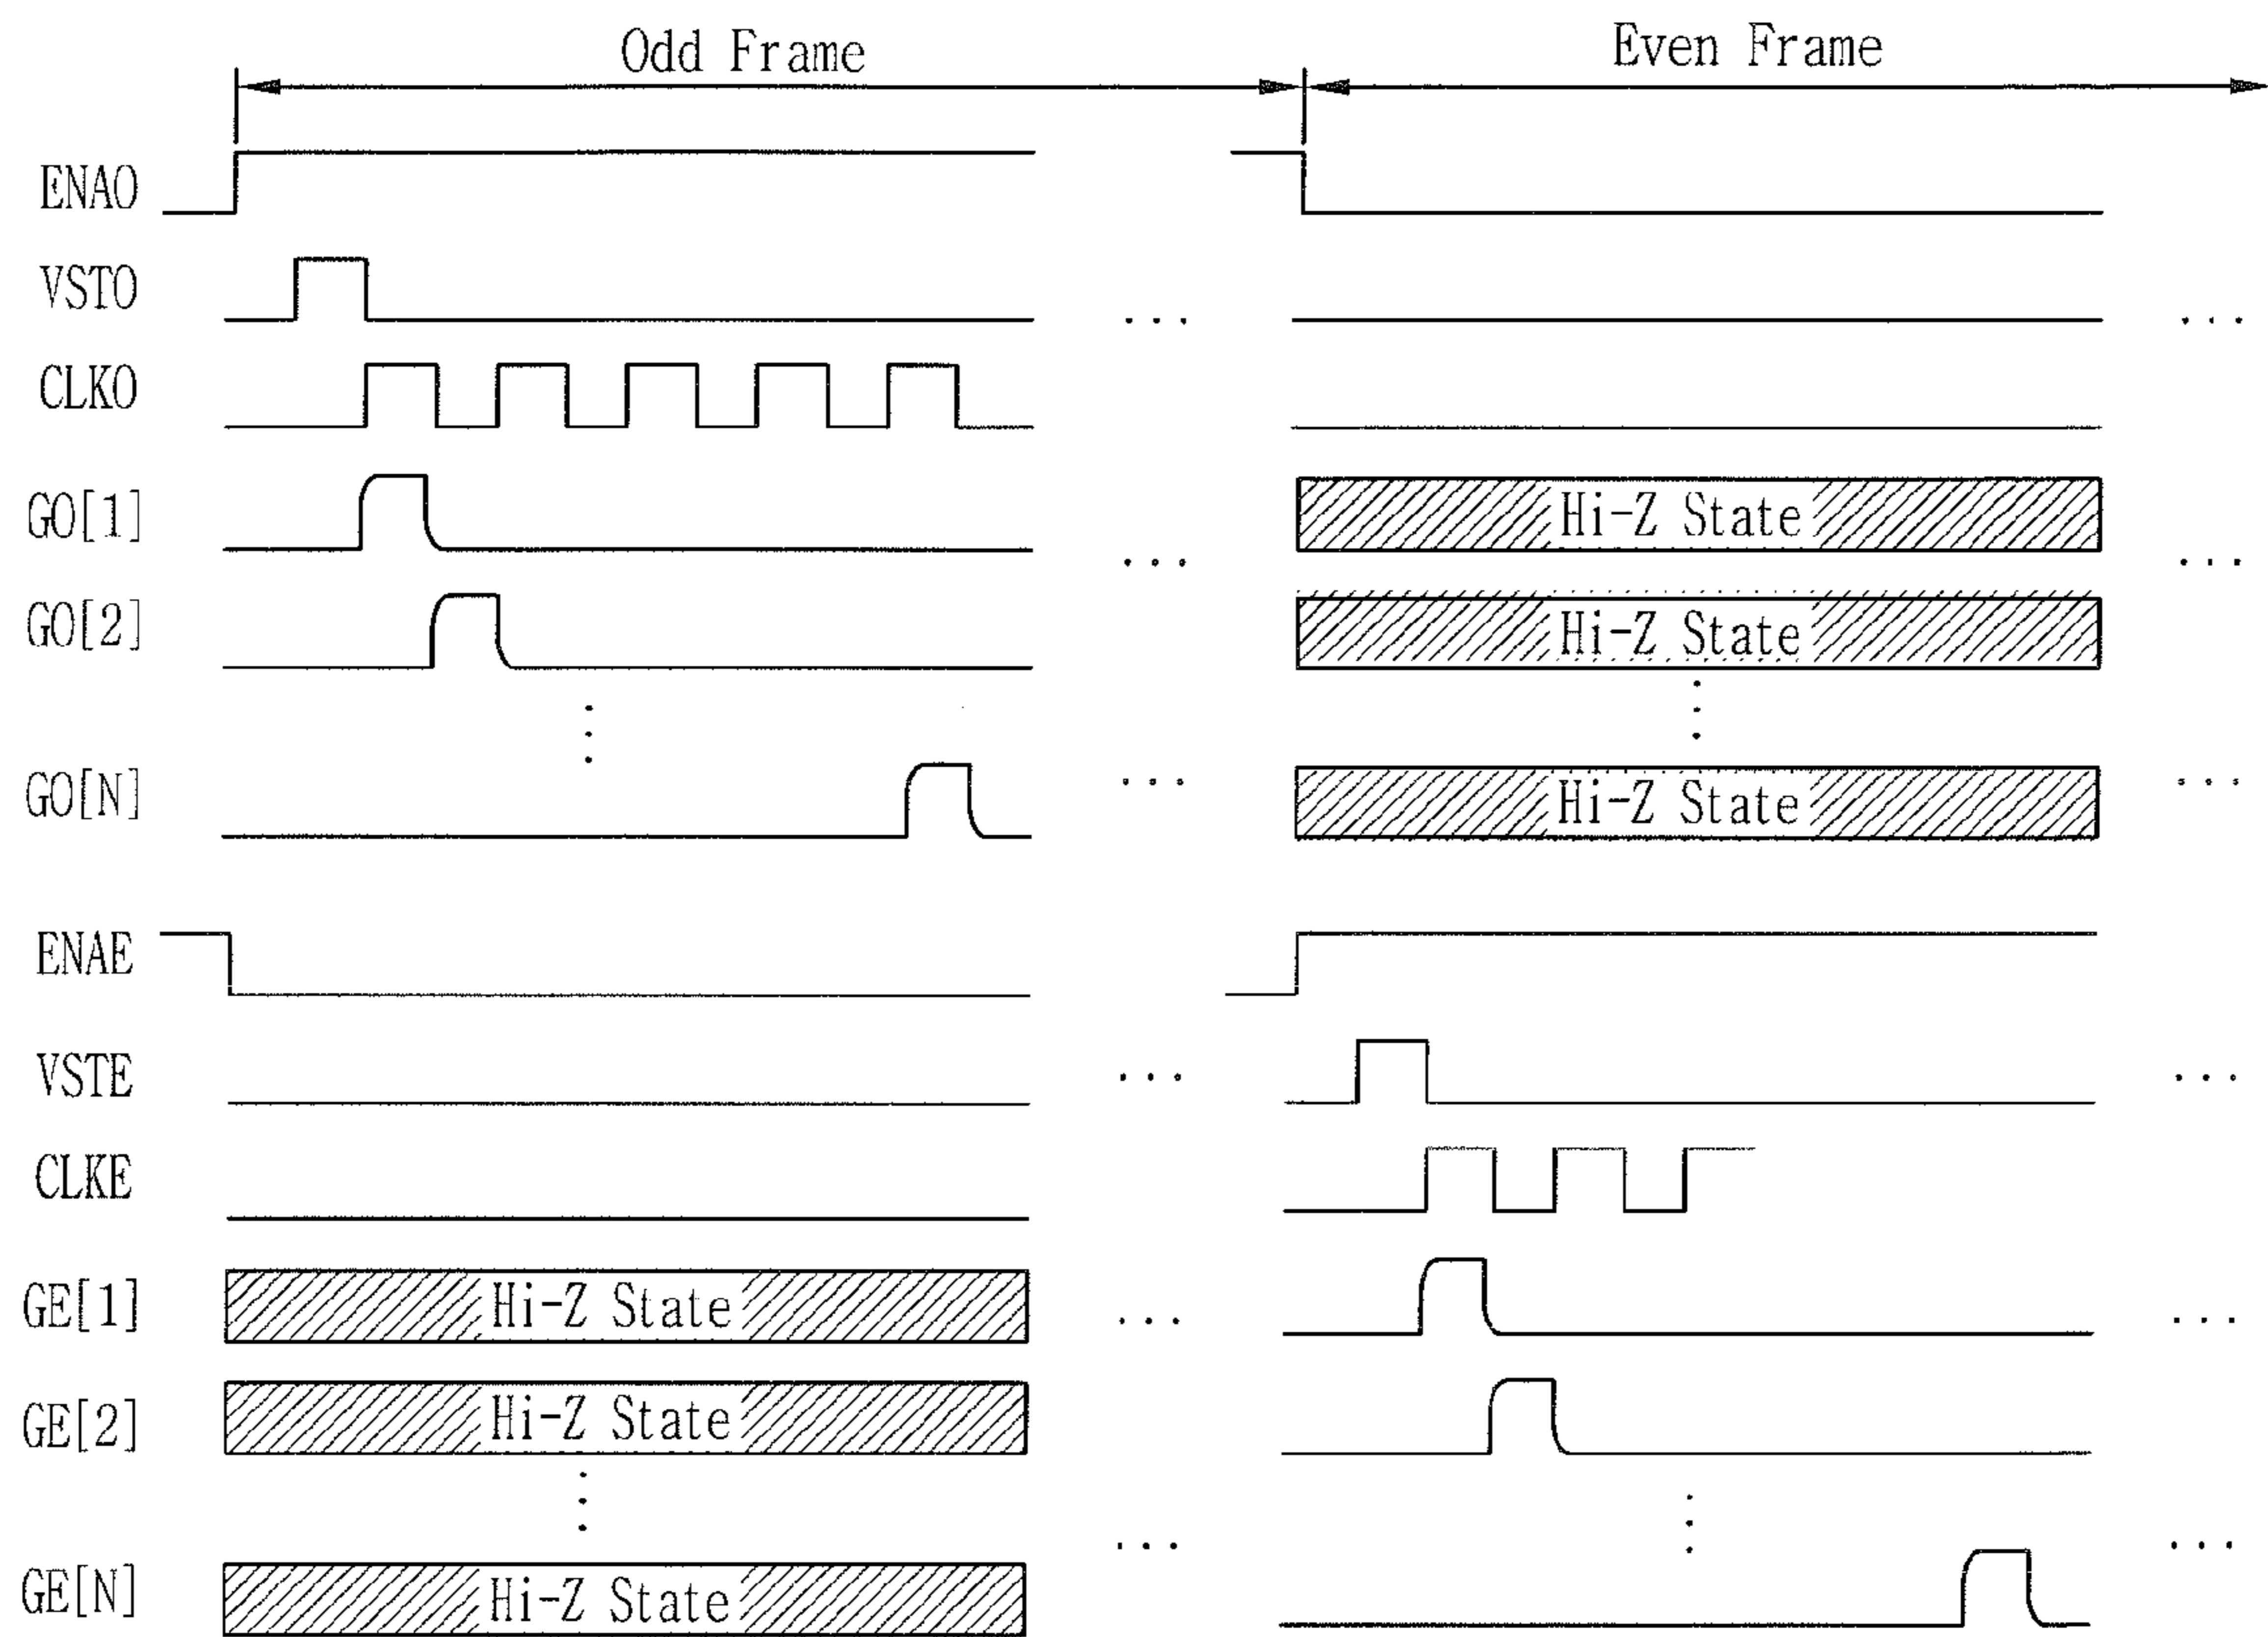 Odd Frame Even Frame
ENAO
VSTO ... ...
CLKO
GO[1] Hi-Z State
... ...
GO[2] Hi-Z State
GO[N] ... Hi-Z State ...
ENAE
VSTE ... ...
CLKE
GE[1] Hi-Z State ... ...
GE[2] Hi-Z State
... ...
GE[N] Hi-Z State